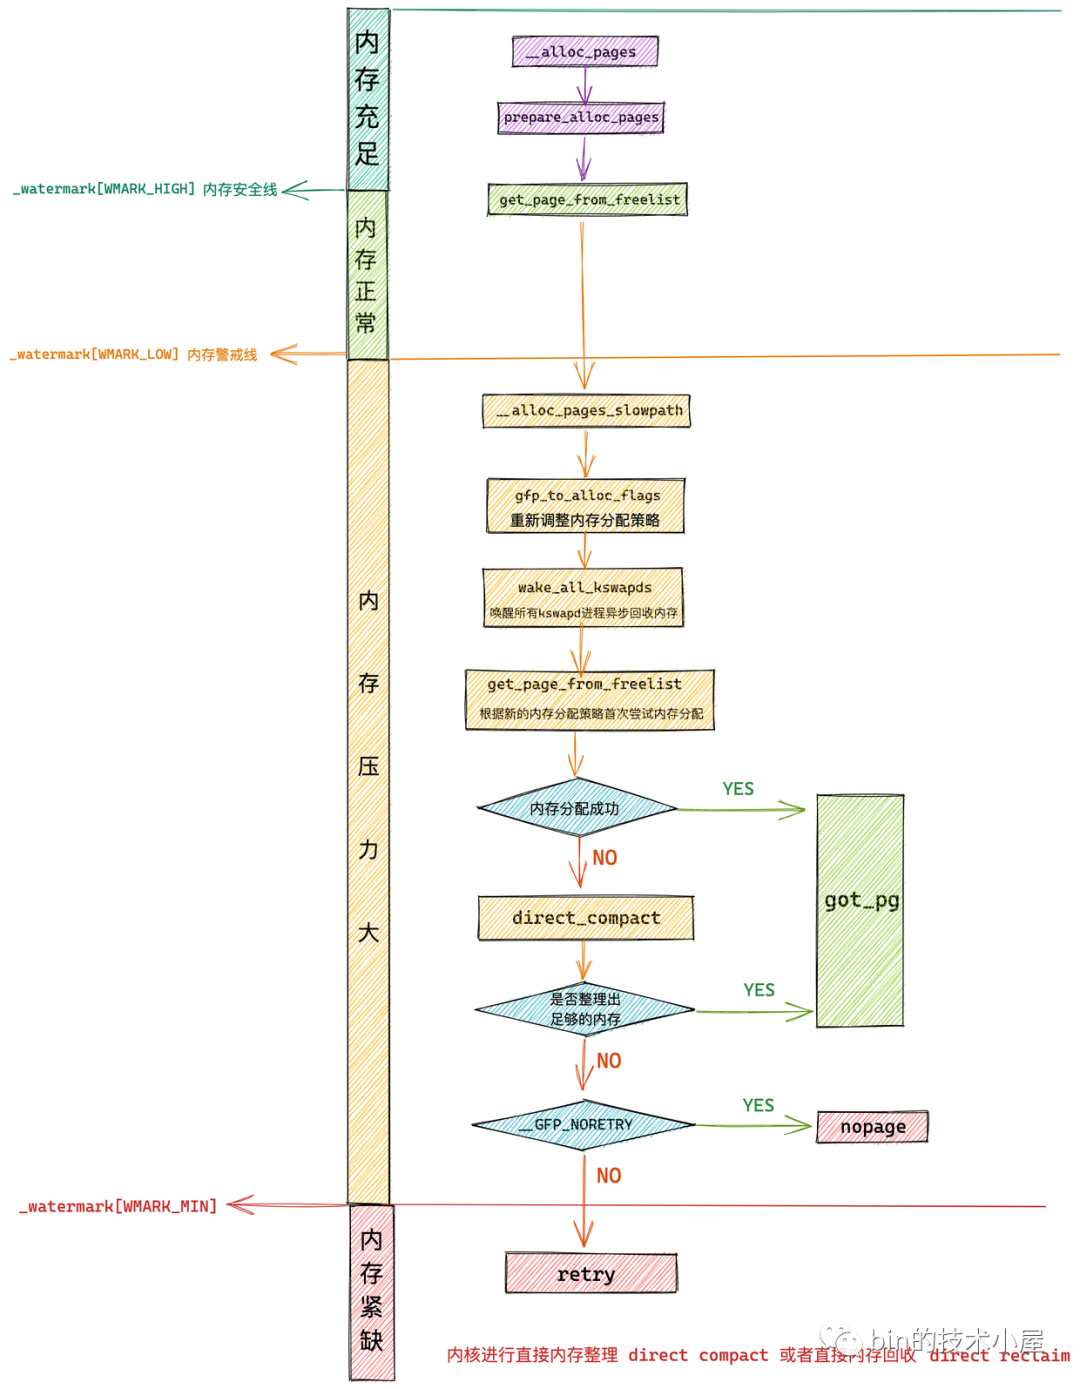 内存充足
__alloc_pages
prepare_alloc_pages
_watermark[WMARK_HIGH] 内存安全线
get_page_from_freelist
内存正常
_watermark[WMARK_LOW] 内存警戒线
__alloc_pages_slowpath
gfp_to_alloc_flags
重新调整内存分配策略
wake_all_kswapds
唤醒所有kswapd进程异步回收内存
内存压力大
get_page_from_freelist
根据新的内存分配策略首次尝试内存分配
内存分配成功
YES
NO
got_pg
direct_compact
是否整理出
足够的内存
YES
NO
__GFP_NORETRY
YES
nopage
NO
_watermark[WMARK_MIN]
内存紧缺
retry
bin的技术小屋
内核进行直接内存整理 direct compact 或者直接内存回收 direct reclaim